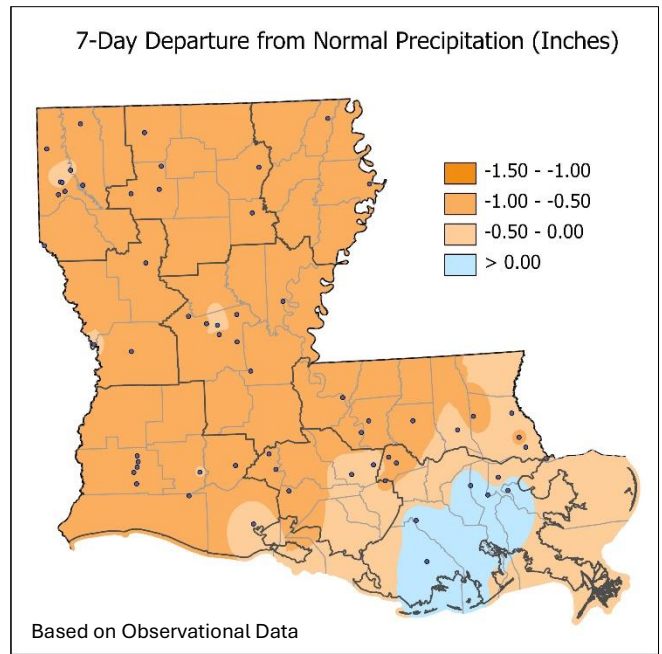 7-Day Departure from Normal Precipitation (Inches)
-1.50 - -1.00
-1.00 - -0.50
-0.50 - 0.00
> 0.00
Based on Observational Data